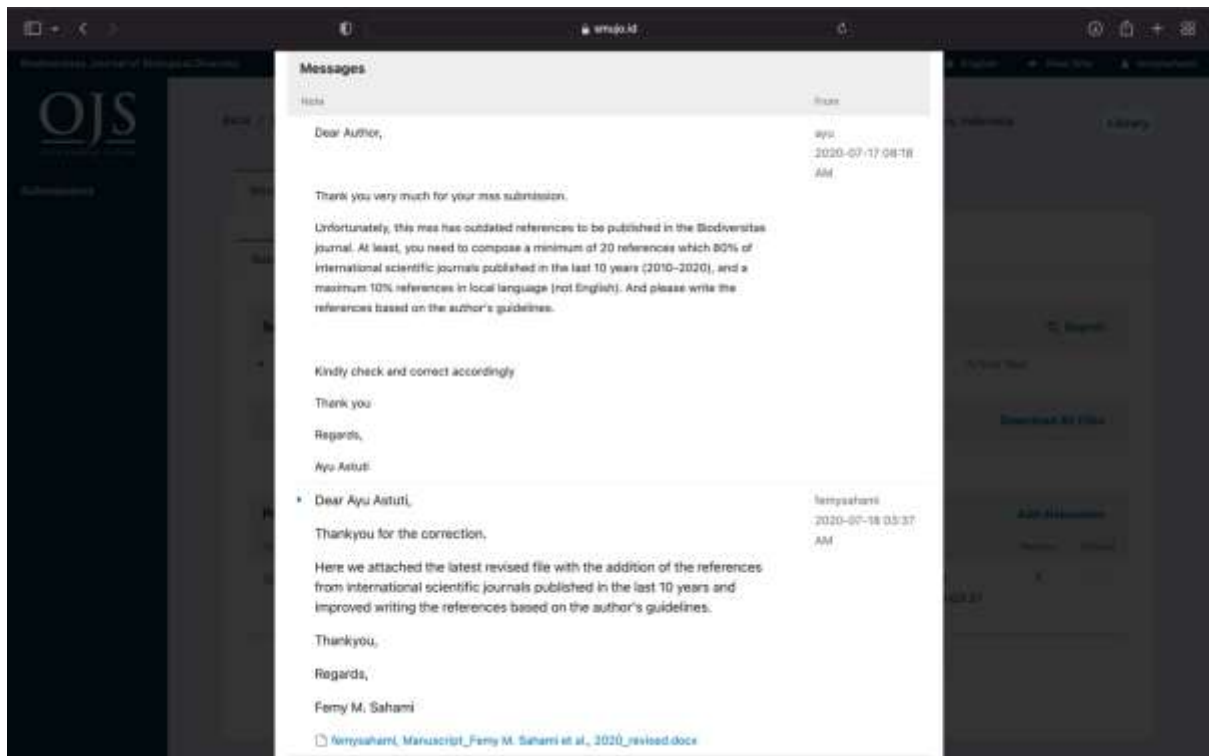 smujo.id
OJS
Messages
Note
From
Dear Author,
ayu
2020-07-17 08:18
AM
Thank you very much for your mss submission.
Unfortunately, this mss has outdated references to be published in the Biodiversitas
journal. At least, you need to compose a minimum of 20 references which 80% of
international scientific journals published in the last 10 years (2010-2020), and a
maximum 10% references in local language (not English). And please write the
references based on the author's guidelines.
Kindly check and correct accordingly
Thank you
Regards,
Ayu Astuti
Dear Ayu Astuti,
femysahami
2020-07-18 03:37
AM
Thankyou for the correction.
Here we attached the latest revised file with the addition of the references
from international scientific journals published in the last 10 years and
improved writing the references based on the author's guidelines.
Thankyou,
Regards,
Femy M. Sahami
femysahami, Manuscript_Femy M. Sahami et al., 2020_revised.docx
Submissions
Library
Search
Download All Files
Add discussion